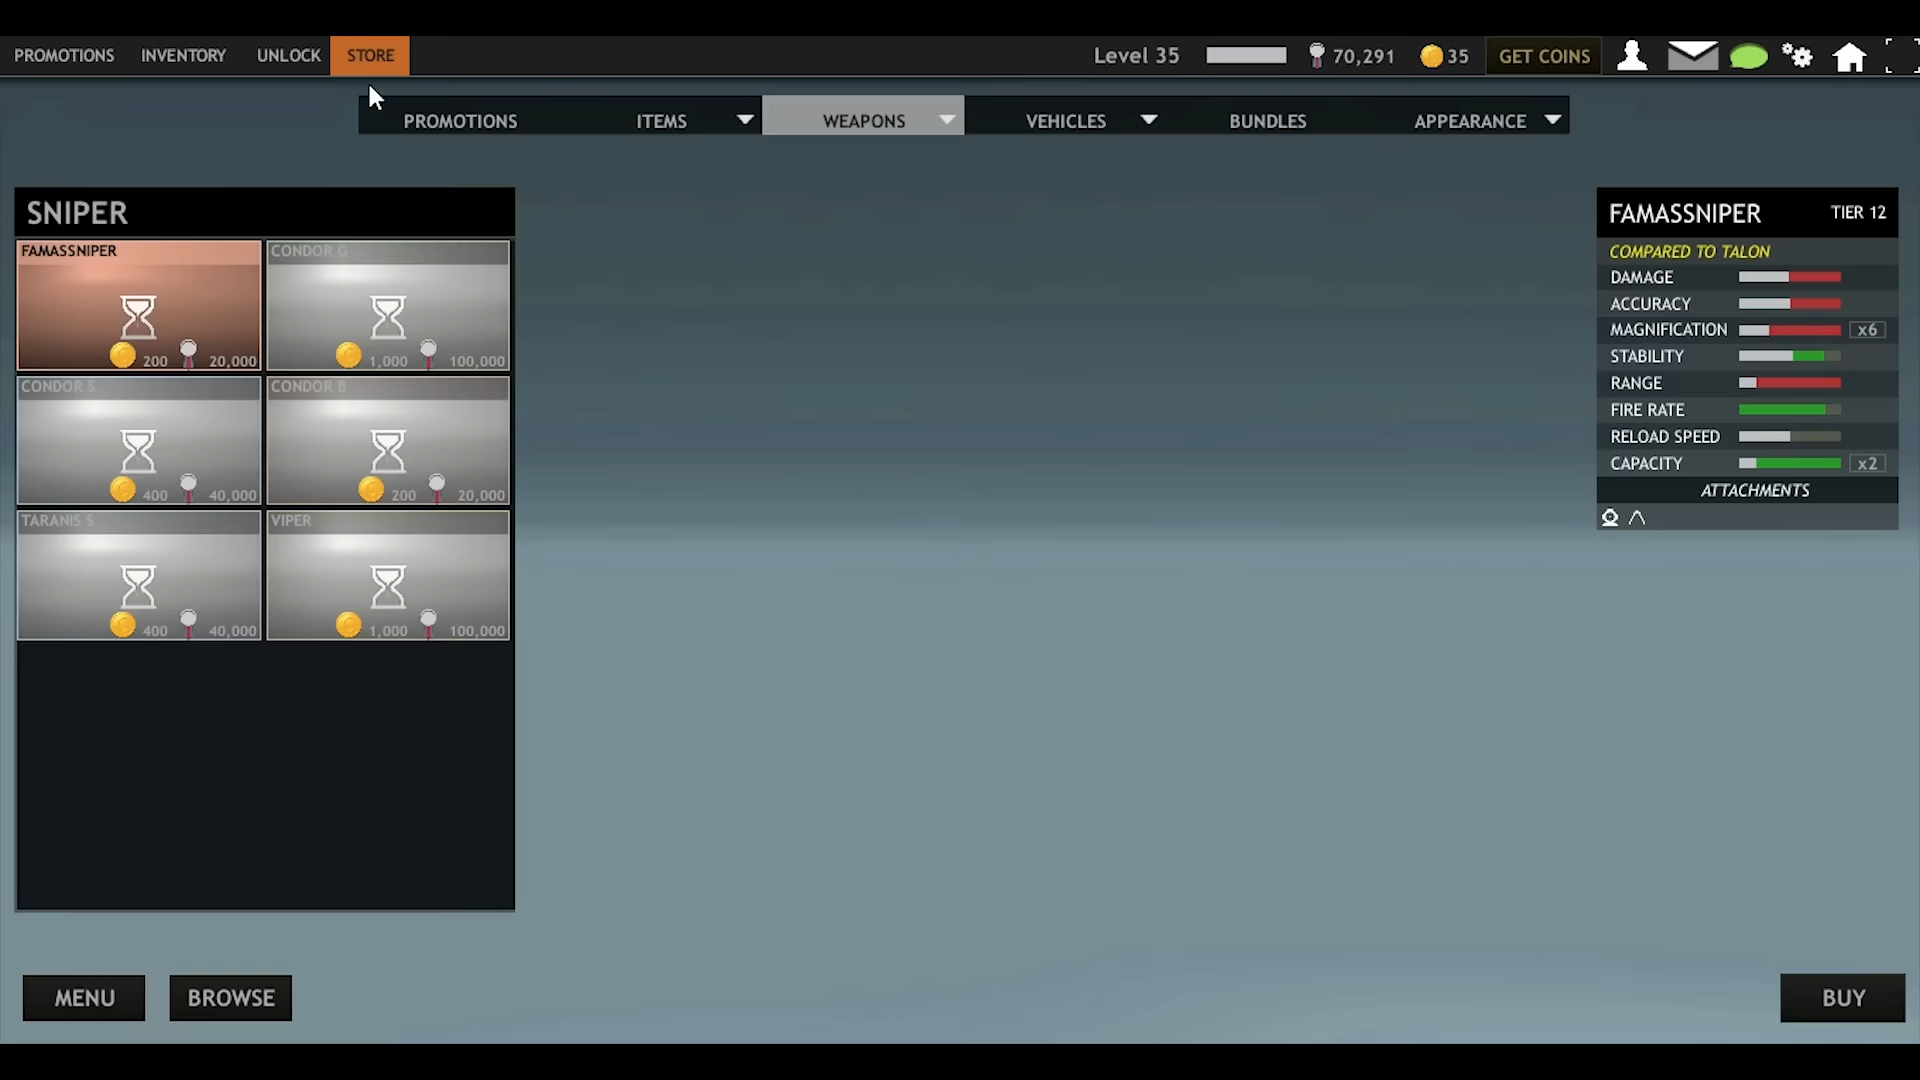 PROMOTIONS INVENTORY UNLOCK STORE Level 35 70,291 35 GET COINS
PROMOTIONS ITEMS WEAPONS VEHICLES BUNDLES APPEARANCE
SNIPER
FAMASSNIPER CONDOR G
200 20,000 1,000 100,000
CONDOR S CONDOR B
400 40,000 200 20,000
TARANIS S VIPER
400 40,000 1,000 100,000
FAMASSNIPER TIER 12
COMPARED TO TALON
DAMAGE
ACCURACY
MAGNIFICATION x6
STABILITY
RANGE
FIRE RATE
RELOAD SPEED
CAPACITY x2
ATTACHMENTS
MENU BROWSE BUY